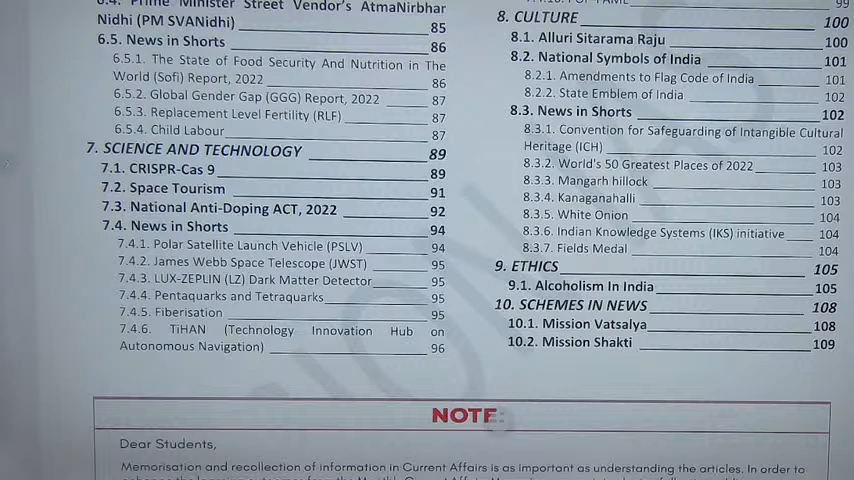 6.4. Prime Minister Street Vendor's AtmaNirbhar
Nidhi (PM SVANidhi) 85
6.5. News in Shorts 86
6.5.1. The State of Food Security And Nutrition in The
World (Sofi) Report, 2022 86
6.5.2. Global Gender Gap (GGG) Report, 2022 87
6.5.3. Replacement Level Fertility (RLF) 87
6.5.4. Child Labour 87
7. SCIENCE AND TECHNOLOGY 89
7.1. CRISPR-Cas 9 89
7.2. Space Tourism 91
7.3. National Anti-Doping ACT, 2022 92
7.4. News in Shorts 94
7.4.1. Polar Satellite Launch Vehicle (PSLV) 94
7.4.2. James Webb Space Telescope (JWST) 95
7.4.3. LUX-ZEPLIN (LZ) Dark Matter Detector 95
7.4.4. Pentaquarks and Tetraquarks 95
7.4.5. Fiberisation 95
7.4.6. TiHAN (Technology Innovation Hub on
Autonomous Navigation) 96
99
8. CULTURE 100
8.1. Alluri Sitarama Raju 100
8.2. National Symbols of India 101
8.2.1. Amendments to Flag Code of India 101
8.2.2. State Emblem of India 102
8.3. News in Shorts 102
8.3.1. Convention for Safeguarding of Intangible Cultural
Heritage (ICH) 102
8.3.2. World's 50 Greatest Places of 2022 103
8.3.3. Mangarh hillock 103
8.3.4. Kanaganahalli 103
8.3.5. White Onion 104
8.3.6. Indian Knowledge Systems (IKS) initiative 104
8.3.7. Fields Medal 104
9. ETHICS 105
9.1. Alcoholism In India 105
10. SCHEMES IN NEWS 108
10.1. Mission Vatsalya 108
10.2. Mission Shakti 109
NOTE
Dear Students,
Memorisation and recollection of information in Current Affairs is as important as understanding the articles. In order to